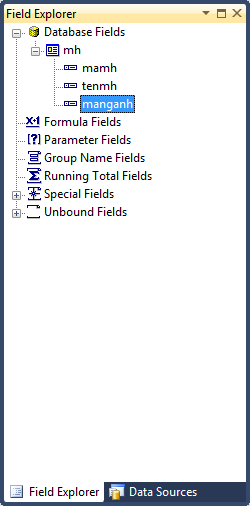 Field Explorer
Database Fields
mh
mamh
tenmh
manganh
Formula Fields
Parameter Fields
Group Name Fields
Running Total Fields
Special Fields
Unbound Fields
Field Explorer Data Sources